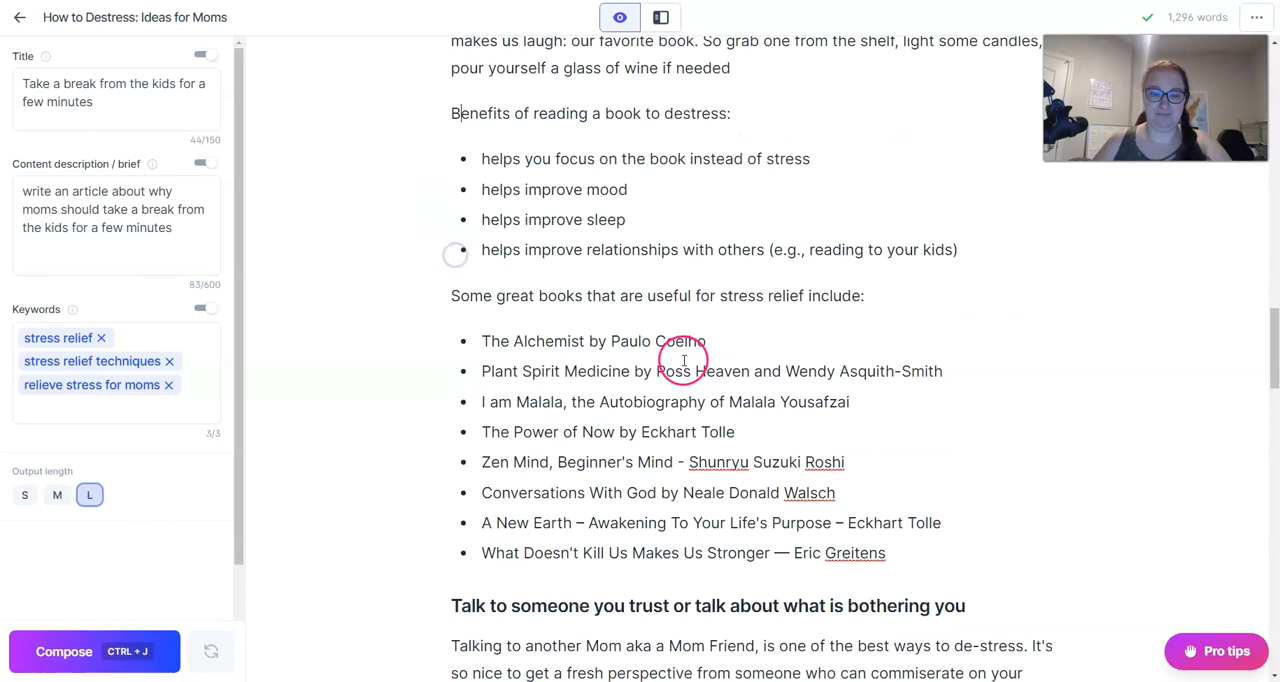 How to Destress: Ideas for Moms
1,296 words
Title
Take a break from the kids for a
few minutes
44/150
Content description / brief
write an article about why
moms should take a break from
the kids for a few minutes
83/600
Keywords
stress relief
stress relief techniques
relieve stress for moms
3/3
Output length
S M L
Compose CTRL + J
makes us laugh: our favorite book. So grab one from the shelf, light some candles,
pour yourself a glass of wine if needed
Benefits of reading a book to destress:
helps you focus on the book instead of stress
helps improve mood
helps improve sleep
helps improve relationships with others (e.g., reading to your kids)
Some great books that are useful for stress relief include:
The Alchemist by Paulo Coelho
Plant Spirit Medicine by Ross Heaven and Wendy Asquith-Smith
I am Malala, the Autobiography of Malala Yousafzai
The Power of Now by Eckhart Tolle
Zen Mind, Beginner's Mind - Shunryu Suzuki Roshi
Conversations With God by Neale Donald Walsch
A New Earth – Awakening To Your Life's Purpose – Eckhart Tolle
What Doesn't Kill Us Makes Us Stronger — Eric Greitens
Talk to someone you trust or talk about what is bothering you
Talking to another Mom aka a Mom Friend, is one of the best ways to de-stress. It's
so nice to get a fresh perspective from someone who can commiserate on your
Pro tips